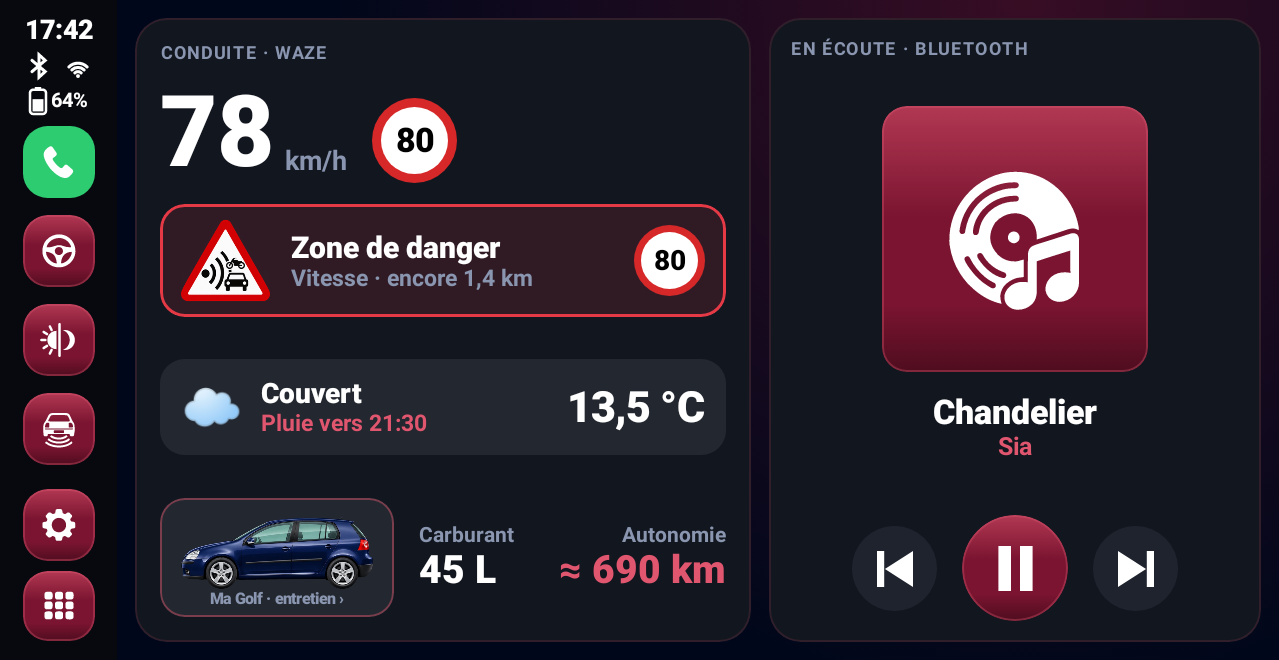 17:42
64%
CONDUITE · WAZE
78 km/h
80
Zone de danger
Vitesse · encore 1,4 km
80
Couvert
Pluie vers 21:30
13,5 °C
Ma Golf · entretien ›
Carburant
45 L
Autonomie
≈ 690 km
EN ÉCOUTE · BLUETOOTH
Chandelier
Sia